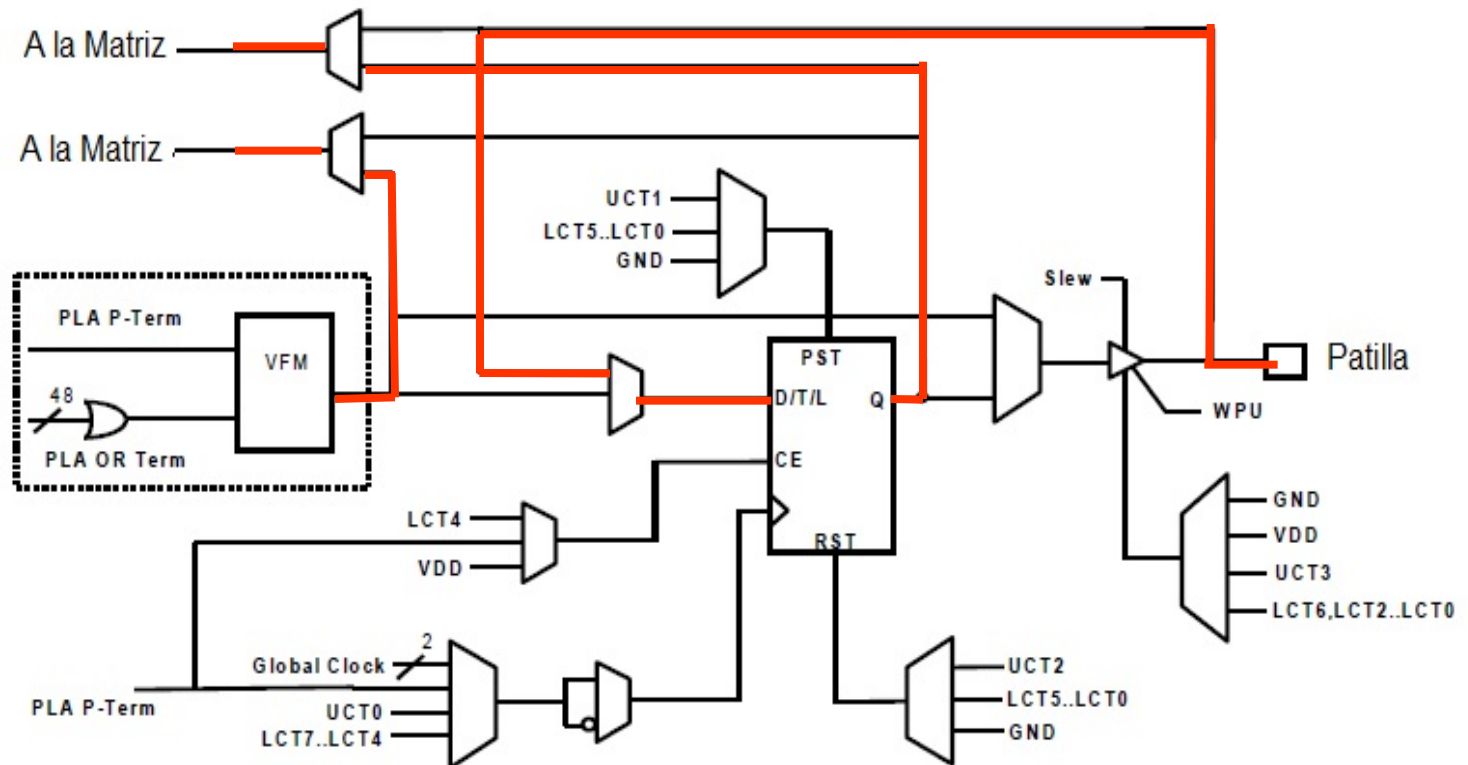 A la Matriz
A la Matriz
UCT1
LCT5..LCT0
GND
Slew
PLA P-Term
VFM
PST
Patilla
48
D/T/L
Q
WPU
PLA OR Term
CE
LCT4
GND
VDD
RST
VDD
UCT3
LCT6,LCT2..LCT0
2
Global Clock
UCT2
PLA P-Term
LCT5..LCT0
UCT0
GND
LCT7..LCT4